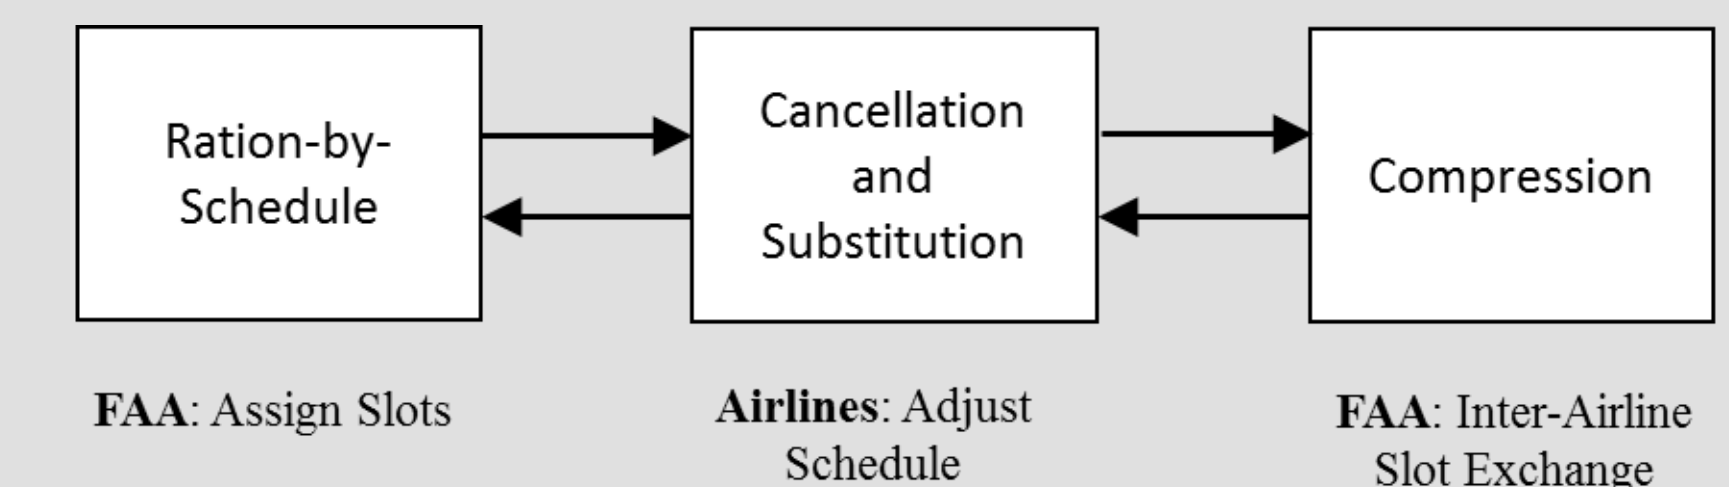 Ration-by-
Schedule
Cancellation
and
Substitution
Compression
FAA: Assign Slots
Airlines: Adjust
Schedule
FAA: Inter-Airline
Slot Exchange